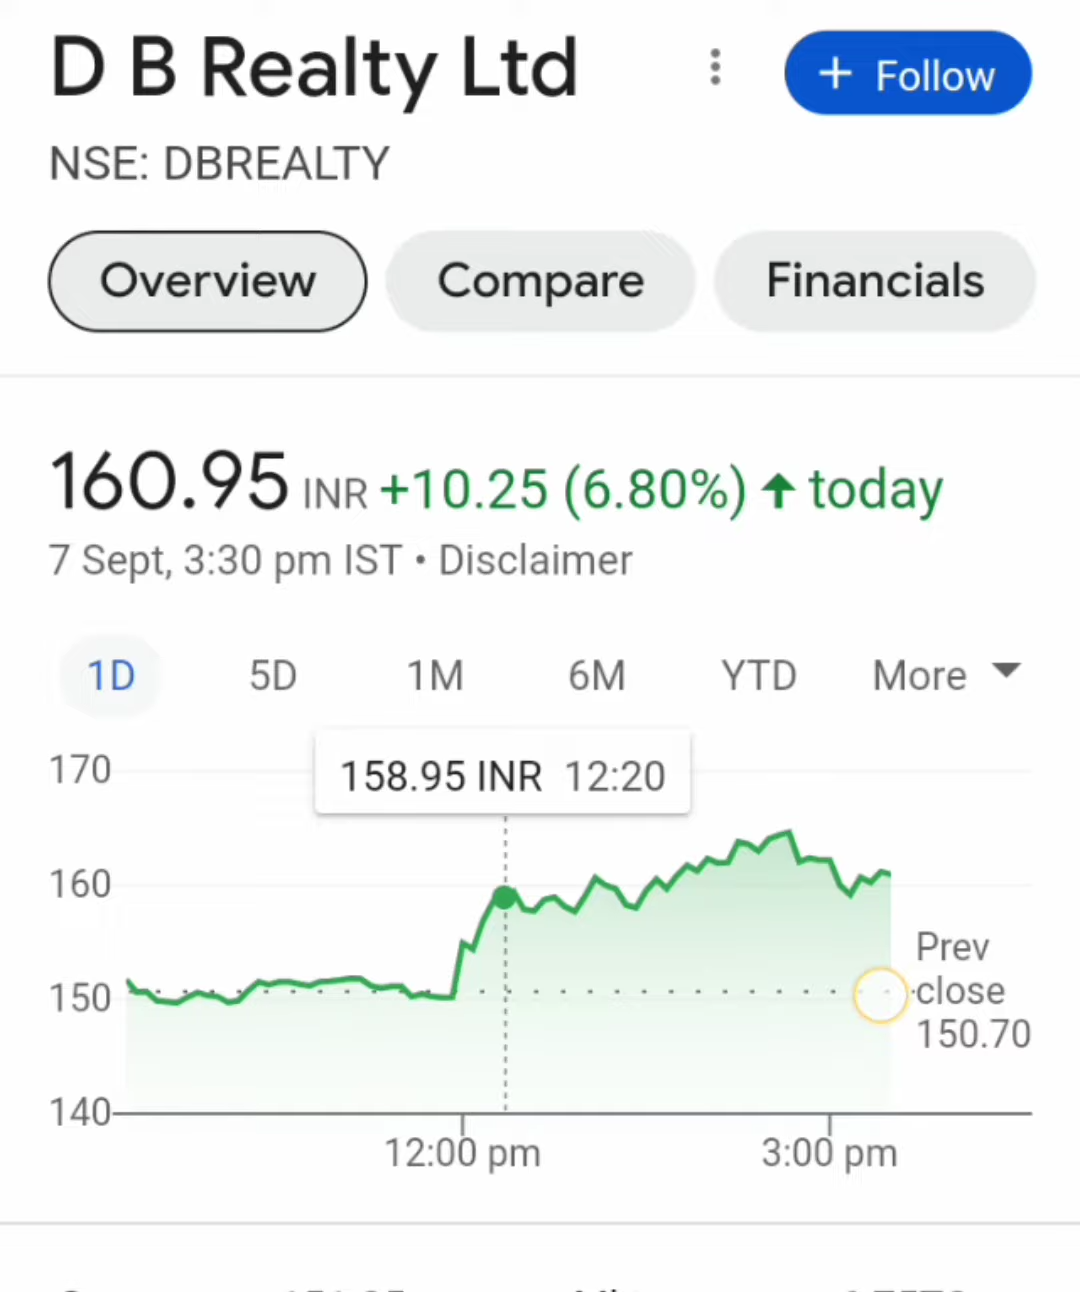 D B Realty Ltd
+ Follow
NSE: DBREALTY
Overview Compare Financials
160.95 INR +10.25 (6.80%) ↑ today
7 Sept, 3:30 pm IST • Disclaimer
1D 5D 1M 6M YTD More
158.95 INR 12:20
170
160
150
140
Prev
close
150.70
12:00 pm 3:00 pm